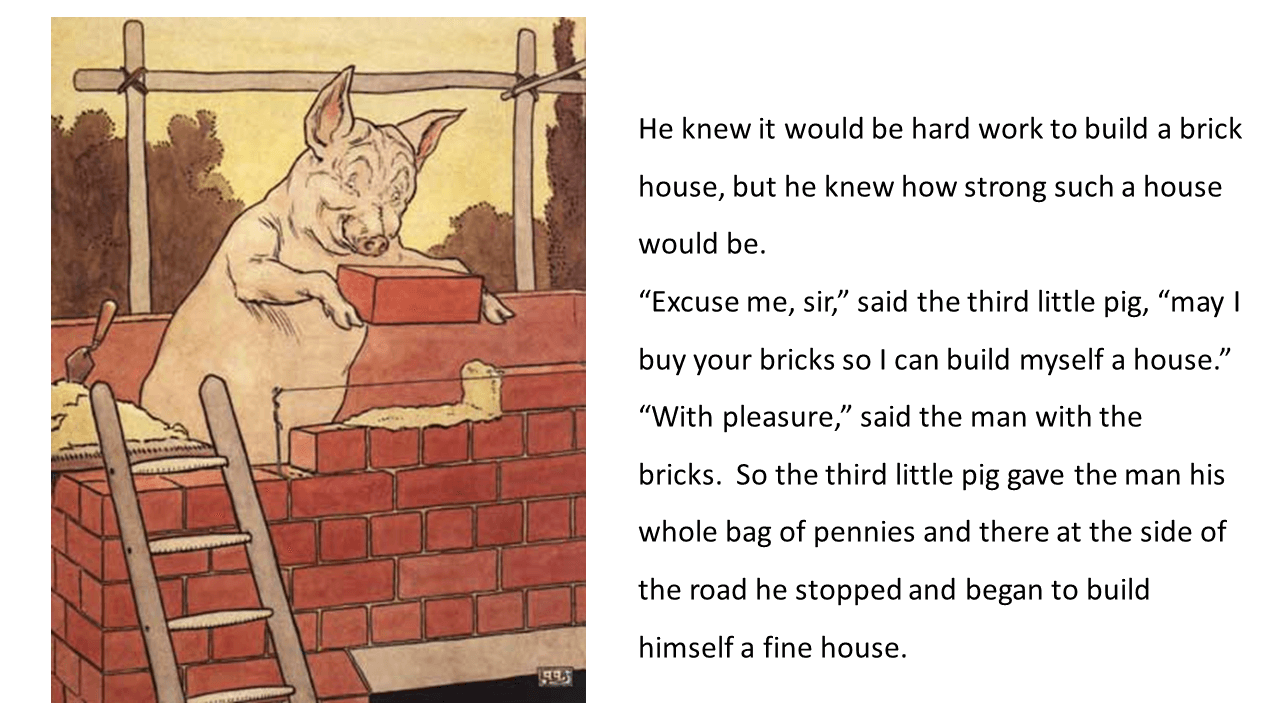 He knew it would be hard work to build a brick
house, but he knew how strong such a house
would be.
“Excuse me, sir,” said the third little pig, “may I
buy your bricks so I can build myself a house.”
“With pleasure,” said the man with the
bricks.  So the third little pig gave the man his
whole bag of pennies and there at the side of
the road he stopped and began to build
himself a fine house.